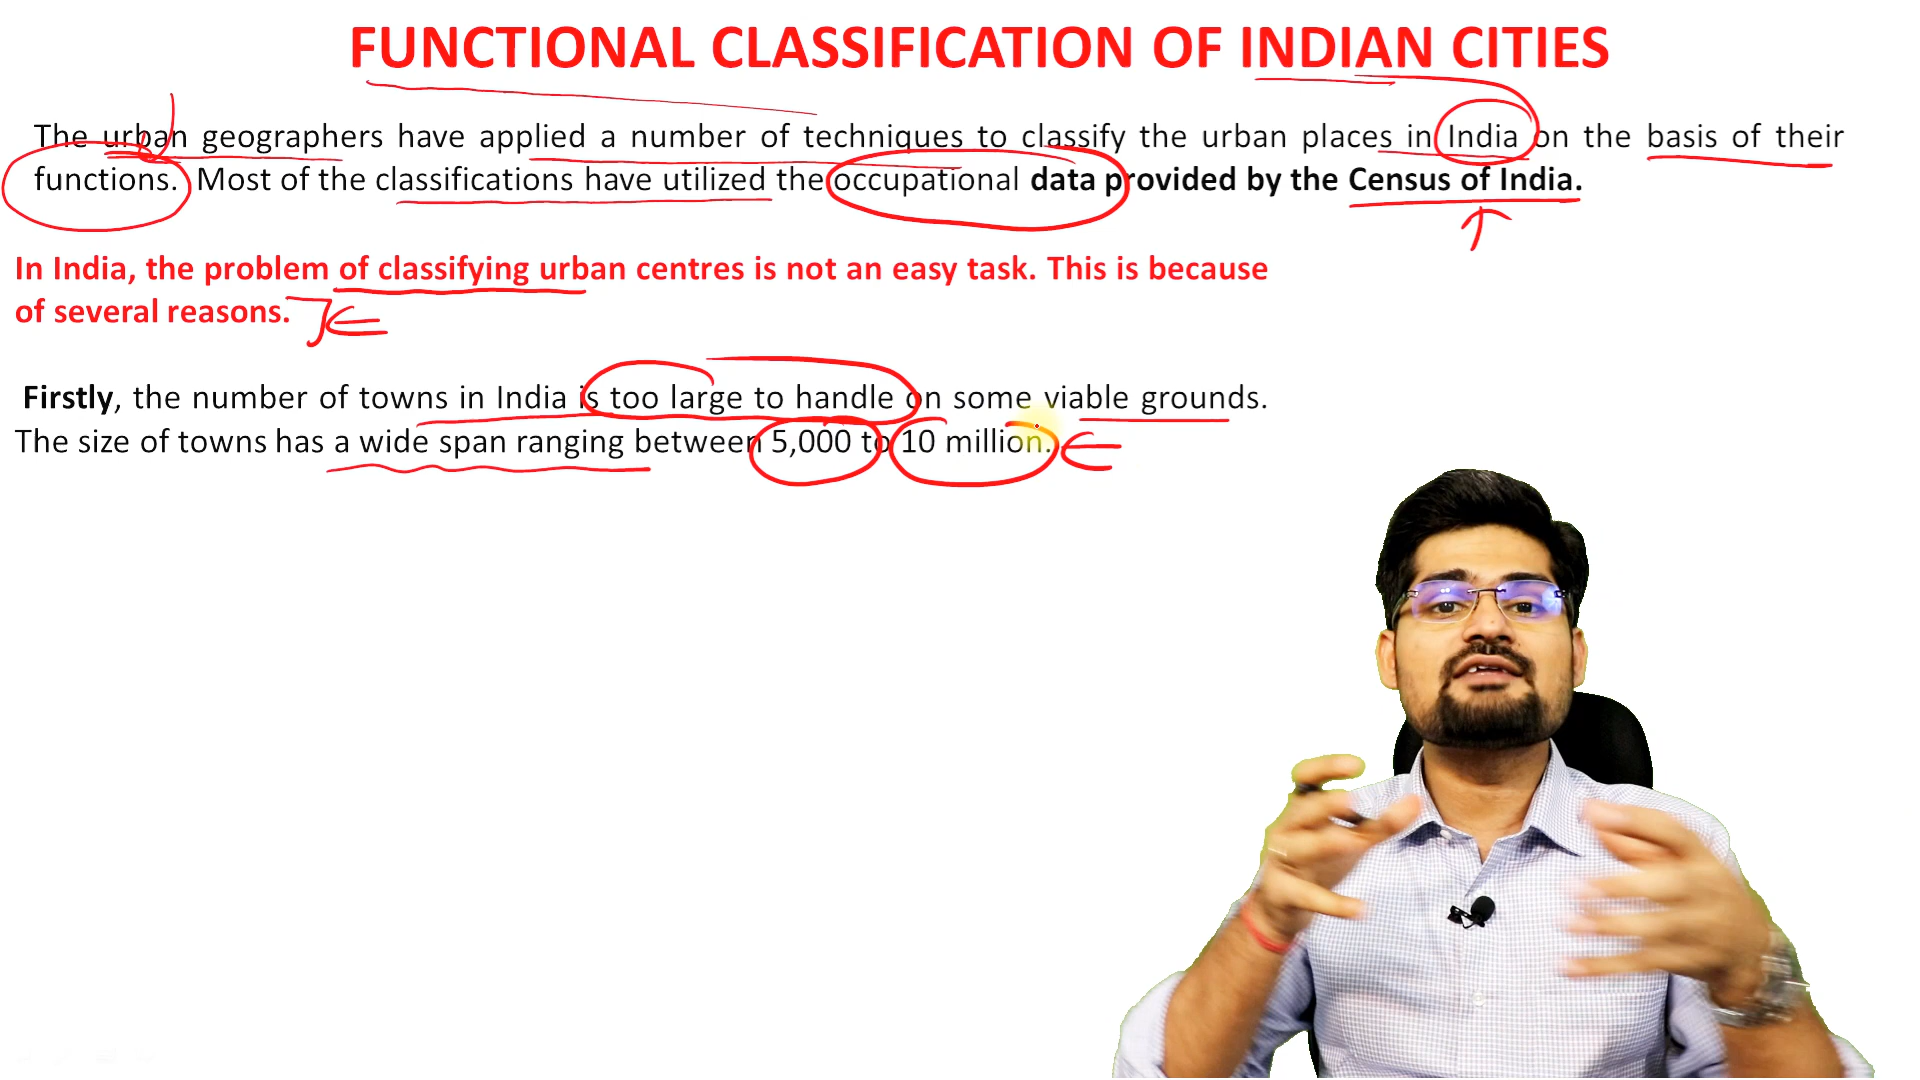 FUNCTIONAL CLASSIFICATION OF INDIAN CITIES
The urban geographers have applied a number of techniques to classify the urban places in India on the basis of their
functions. Most of the classifications have utilized the occupational data provided by the Census of India.
In India, the problem of classifying urban centres is not an easy task. This is because
of several reasons.
Firstly, the number of towns in India is too large to handle on some viable grounds.
The size of towns has a wide span ranging between 5,000 to 10 million.